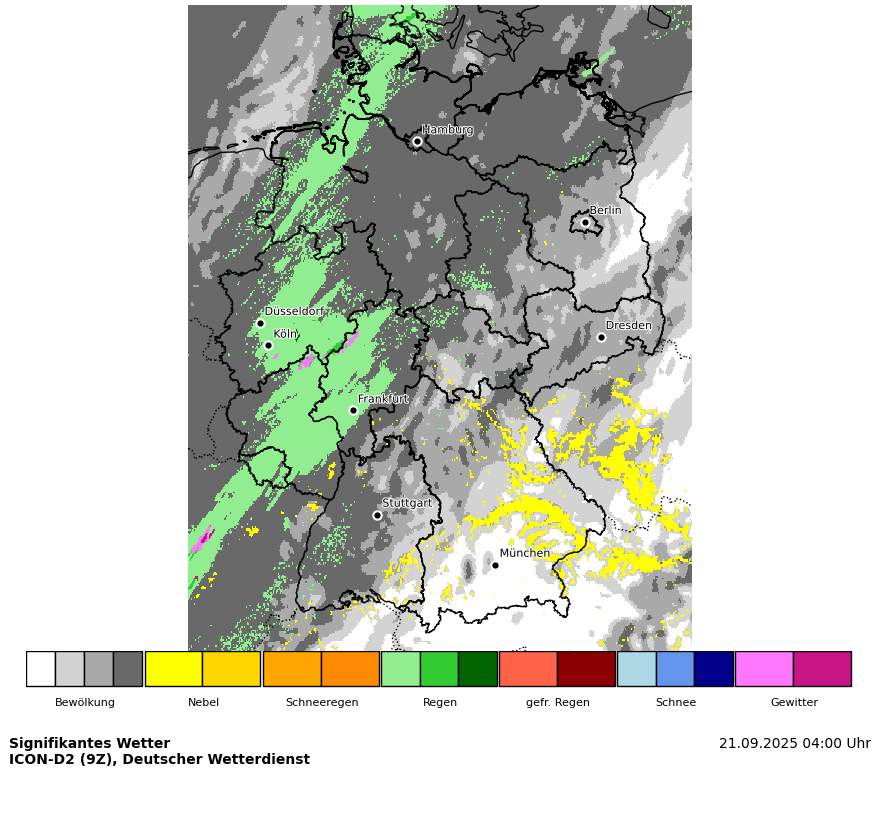 Hamburg
Berlin
Düsseldorf
Köln
Dresden
Frankfurt
Stuttgart
München
Bewölkung Nebel Schneeregen Regen gefr. Regen Schnee Gewitter
Signifikantes Wetter 21.09.2025 04:00 Uhr
ICON-D2 (9Z), Deutscher Wetterdienst